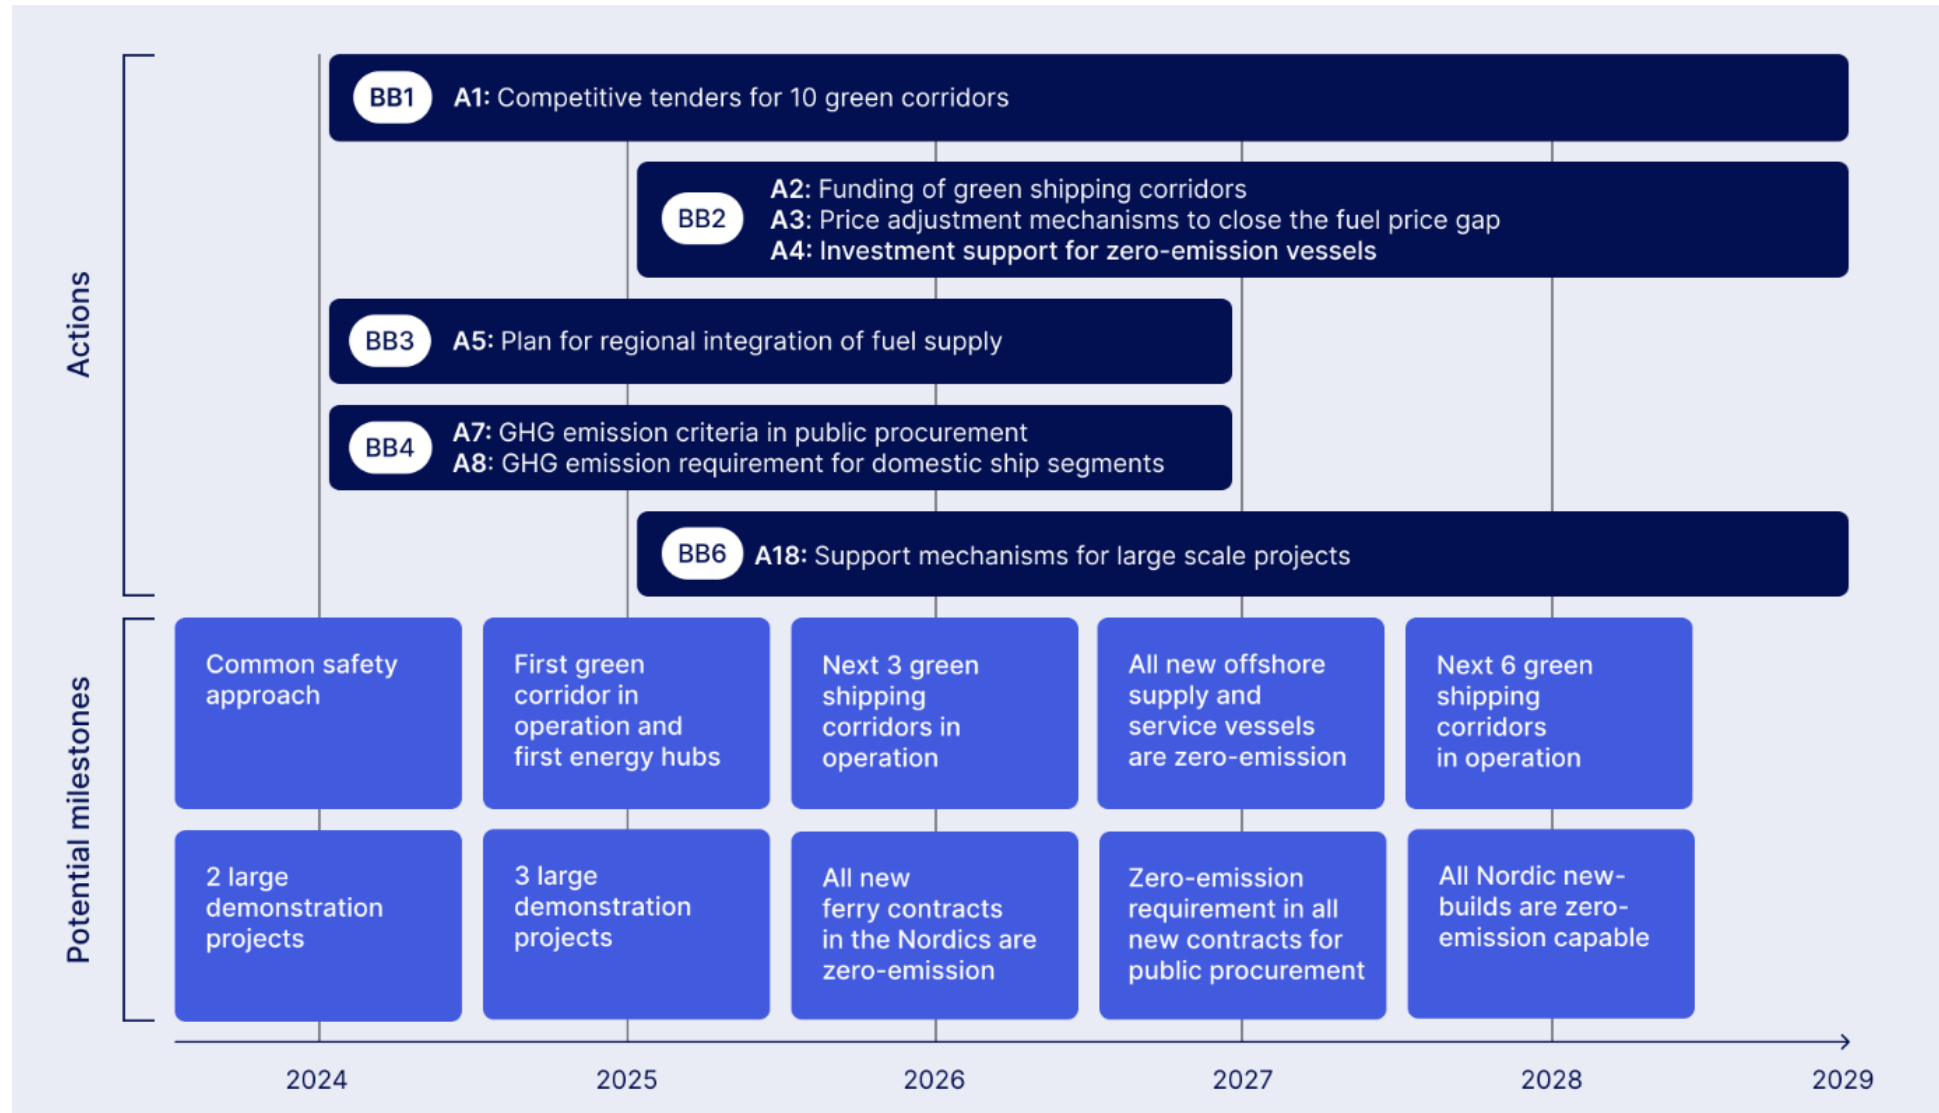 Actions
BB1
A1: Competitive tenders for 10 green corridors
BB2
A2: Funding of green shipping corridors
A3: Price adjustment mechanisms to close the fuel price gap
A4: Investment support for zero-emission vessels
BB3
A5: Plan for regional integration of fuel supply
BB4
A7: GHG emission criteria in public procurement
A8: GHG emission requirement for domestic ship segments
BB6
A18: Support mechanisms for large scale projects
Potential milestones
Common safety
approach
First green
corridor in
operation and
first energy hubs
Next 3 green
shipping
corridors in
operation
All new offshore
supply and
service vessels
are zero-emission
Next 6 green
shipping
corridors
in operation
2 large
demonstration
projects
3 large
demonstration
projects
All new
ferry contracts
in the Nordics are
zero-emission
Zero-emission
requirement in all
new contracts for
public procurement
All Nordic new-
builds are zero-
emission capable
2024
2025
2026
2027
2028
2029